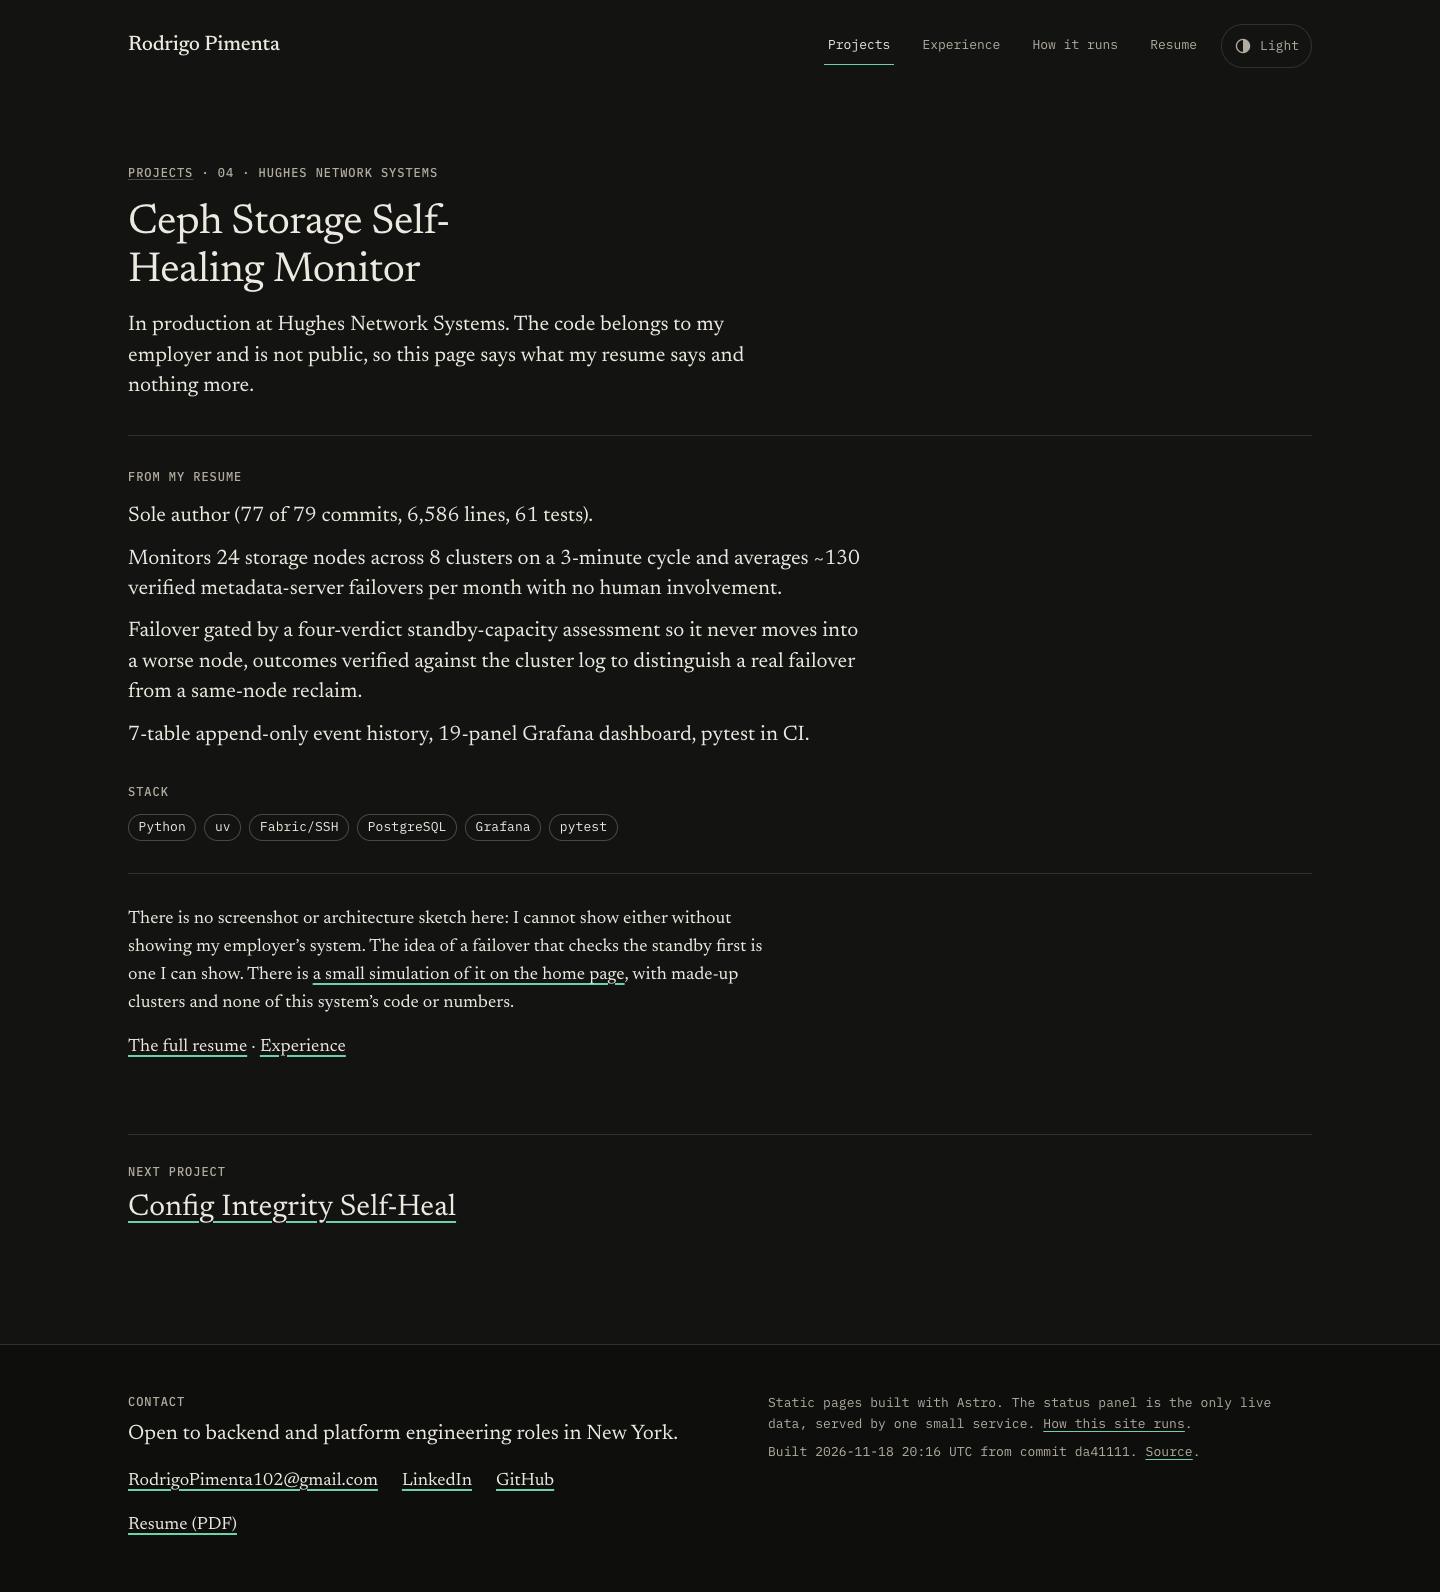 Rodrigo Pimenta
Projects Experience How it runs Resume Light
PROJECTS · 04 · HUGHES NETWORK SYSTEMS
Ceph Storage Self-
Healing Monitor
In production at Hughes Network Systems. The code belongs to my
employer and is not public, so this page says what my resume says and
nothing more.
FROM MY RESUME
Sole author (77 of 79 commits, 6,586 lines, 61 tests).
Monitors 24 storage nodes across 8 clusters on a 3-minute cycle and averages ~130
verified metadata-server failovers per month with no human involvement.
Failover gated by a four-verdict standby-capacity assessment so it never moves into
a worse node, outcomes verified against the cluster log to distinguish a real failover
from a same-node reclaim.
7-table append-only event history, 19-panel Grafana dashboard, pytest in CI.
STACK
Python uv Fabric/SSH PostgreSQL Grafana pytest
There is no screenshot or architecture sketch here: I cannot show either without
showing my employer’s system. The idea of a failover that checks the standby first is
one I can show. There is a small simulation of it on the home page, with made-up
clusters and none of this system’s code or numbers.
The full resume · Experience
NEXT PROJECT
Config Integrity Self-Heal
CONTACT
Open to backend and platform engineering roles in New York.
RodrigoPimenta102@gmail.com LinkedIn GitHub
Resume (PDF)
Static pages built with Astro. The status panel is the only live
data, served by one small service. How this site runs.
Built 2026-11-18 20:16 UTC from commit da41111. Source.